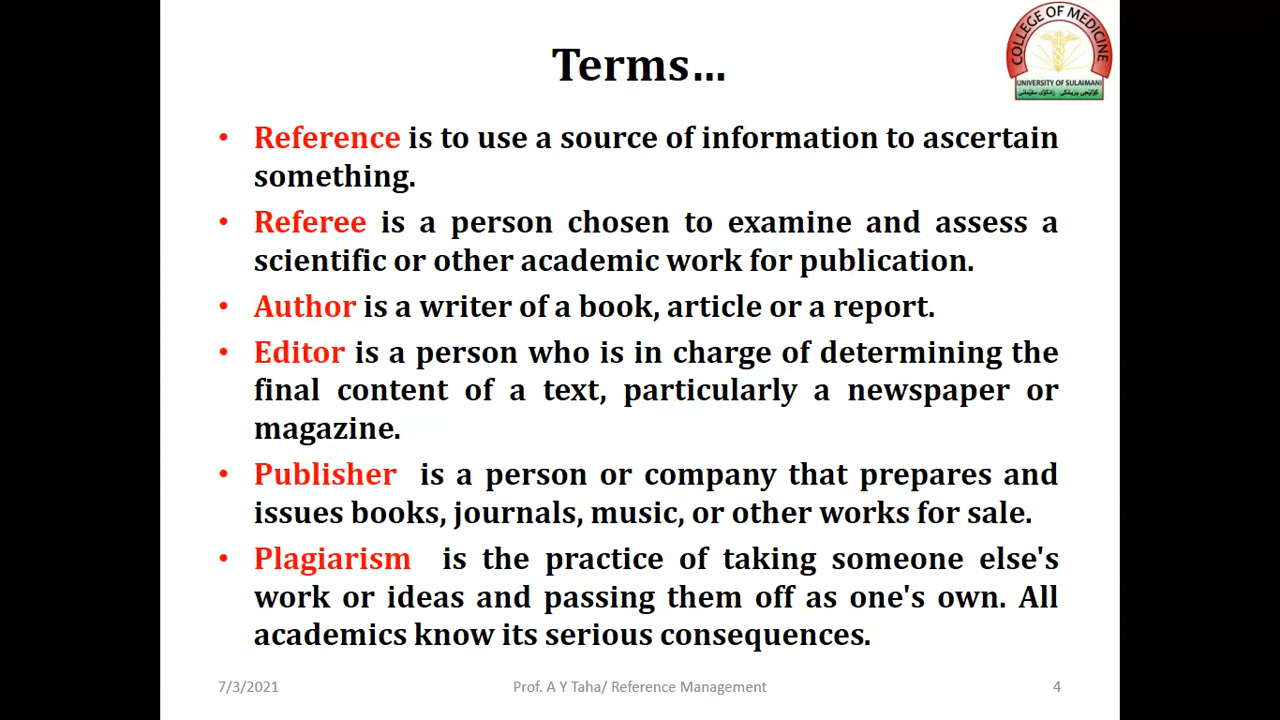 COLLEGE OF MEDICINE
UNIVERSITY OF SULAIMANI
كۆلێجی پزیشکی زانكۆی سلێمانی
Terms...
• Reference is to use a source of information to ascertain
something.
• Referee is a person chosen to examine and assess a
scientific or other academic work for publication.
• Author is a writer of a book, article or a report.
• Editor is a person who is in charge of determining the
final content of a text, particularly a newspaper or
magazine.
• Publisher is a person or company that prepares and
issues books, journals, music, or other works for sale.
• Plagiarism is the practice of taking someone else's
work or ideas and passing them off as one's own. All
academics know its serious consequences.
7/3/2021 Prof. A Y Taha/ Reference Management 4